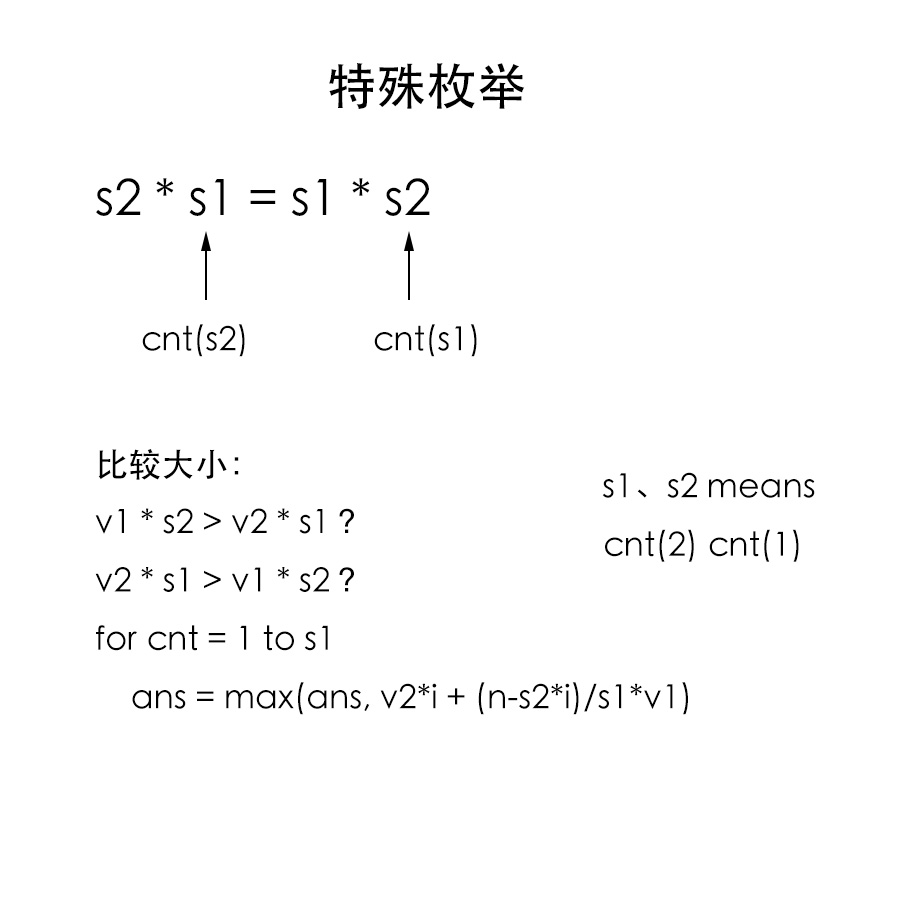 特殊枚举
s2 * s1 = s1 * s2
cnt(s2) cnt(s1)
比较大小：
v1 * s2 > v2 * s1 ?
v2 * s1 > v1 * s2 ?
for cnt = 1 to s1
ans = max(ans, v2*i + (n-s2*i)/s1*v1)
s1、s2 means
cnt(2) cnt(1)